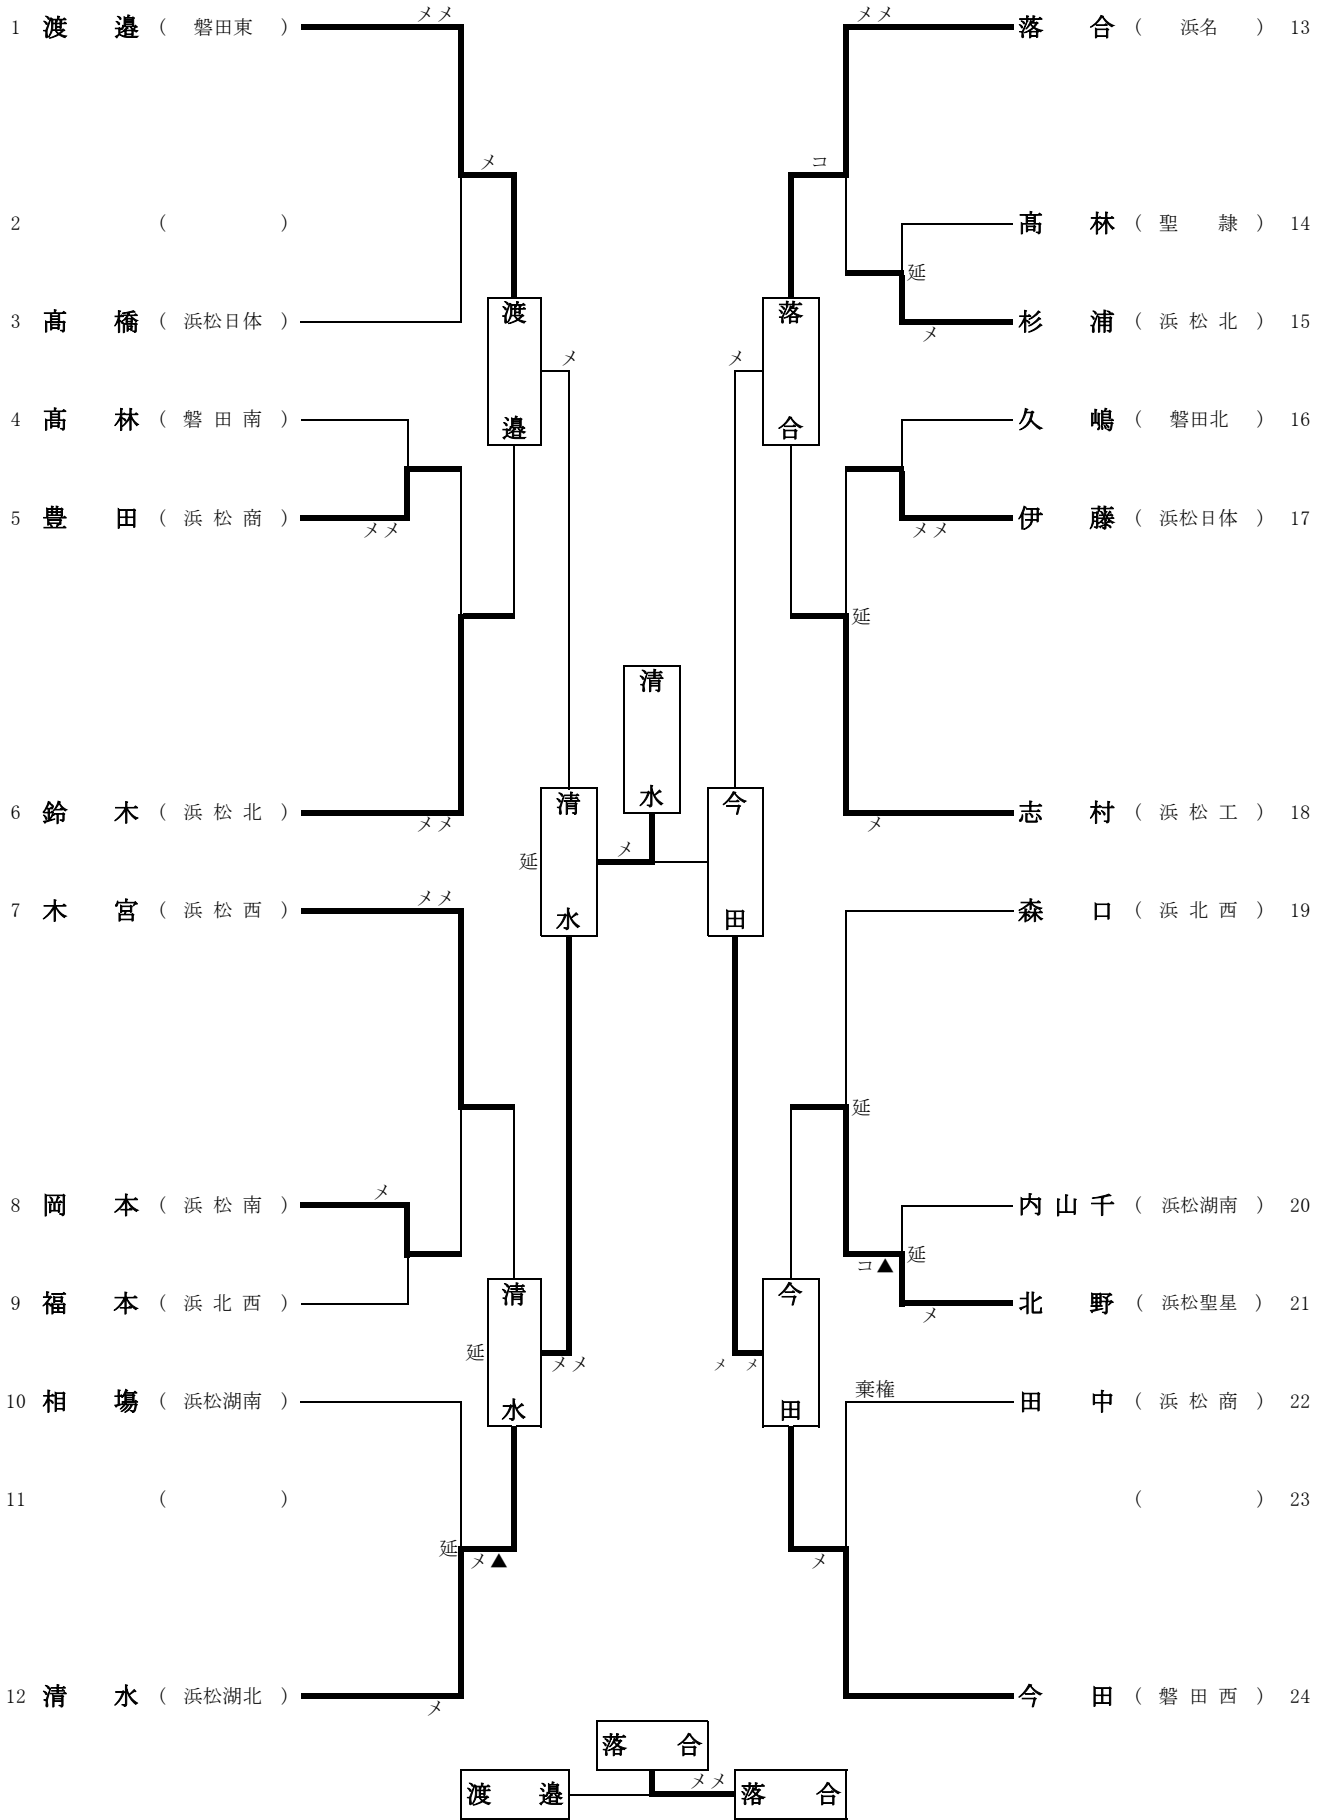 メメ メメ
1 渡 邉 （ 磐田東 ） 落 合 （ 浜名 ） 13
メ コ
2 （ ） 髙 林 （ 聖 隷 ） 14
延
渡 落
3 髙 橋 （ 浜松日体 ） 杉 浦 （ 浜 松 北 ） 15
メ
メ メ
4 髙 林 （ 磐 田 南 ） 久 嶋 （ 磐田北 ） 16
邉 合
5 豊 田 （ 浜 松 商 ） 伊 藤 （ 浜松日体 ） 17
メメ メメ
延
清
水
清 今
6 鈴 木 （ 浜 松 北 ） 志 村 （ 浜 松 工 ） 18
メメ メ
延 メ
メメ
7 木 宮 （ 浜 松 西 ） 森 口 （ 浜 北 西 ） 19
水 田
延
メ
8 岡 本 （ 浜 松 南 ） 内 山 千 （ 浜松湖南 ） 20
延
コ▲
清 今
9 福 本 （ 浜 北 西 ） 北 野 （ 浜松聖星 ） 21
メ
延 メメ メ メ
棄権
10 相 塲 （ 浜松湖南 ） 田 中 （ 浜 松 商 ） 22
水 田
11 （ ） （ ） 23
延 メ▲ メ
12 清 水 （ 浜松湖北 ） 今 田 （ 磐 田 西 ） 24
メ
落 合
メメ
渡 邉 落 合